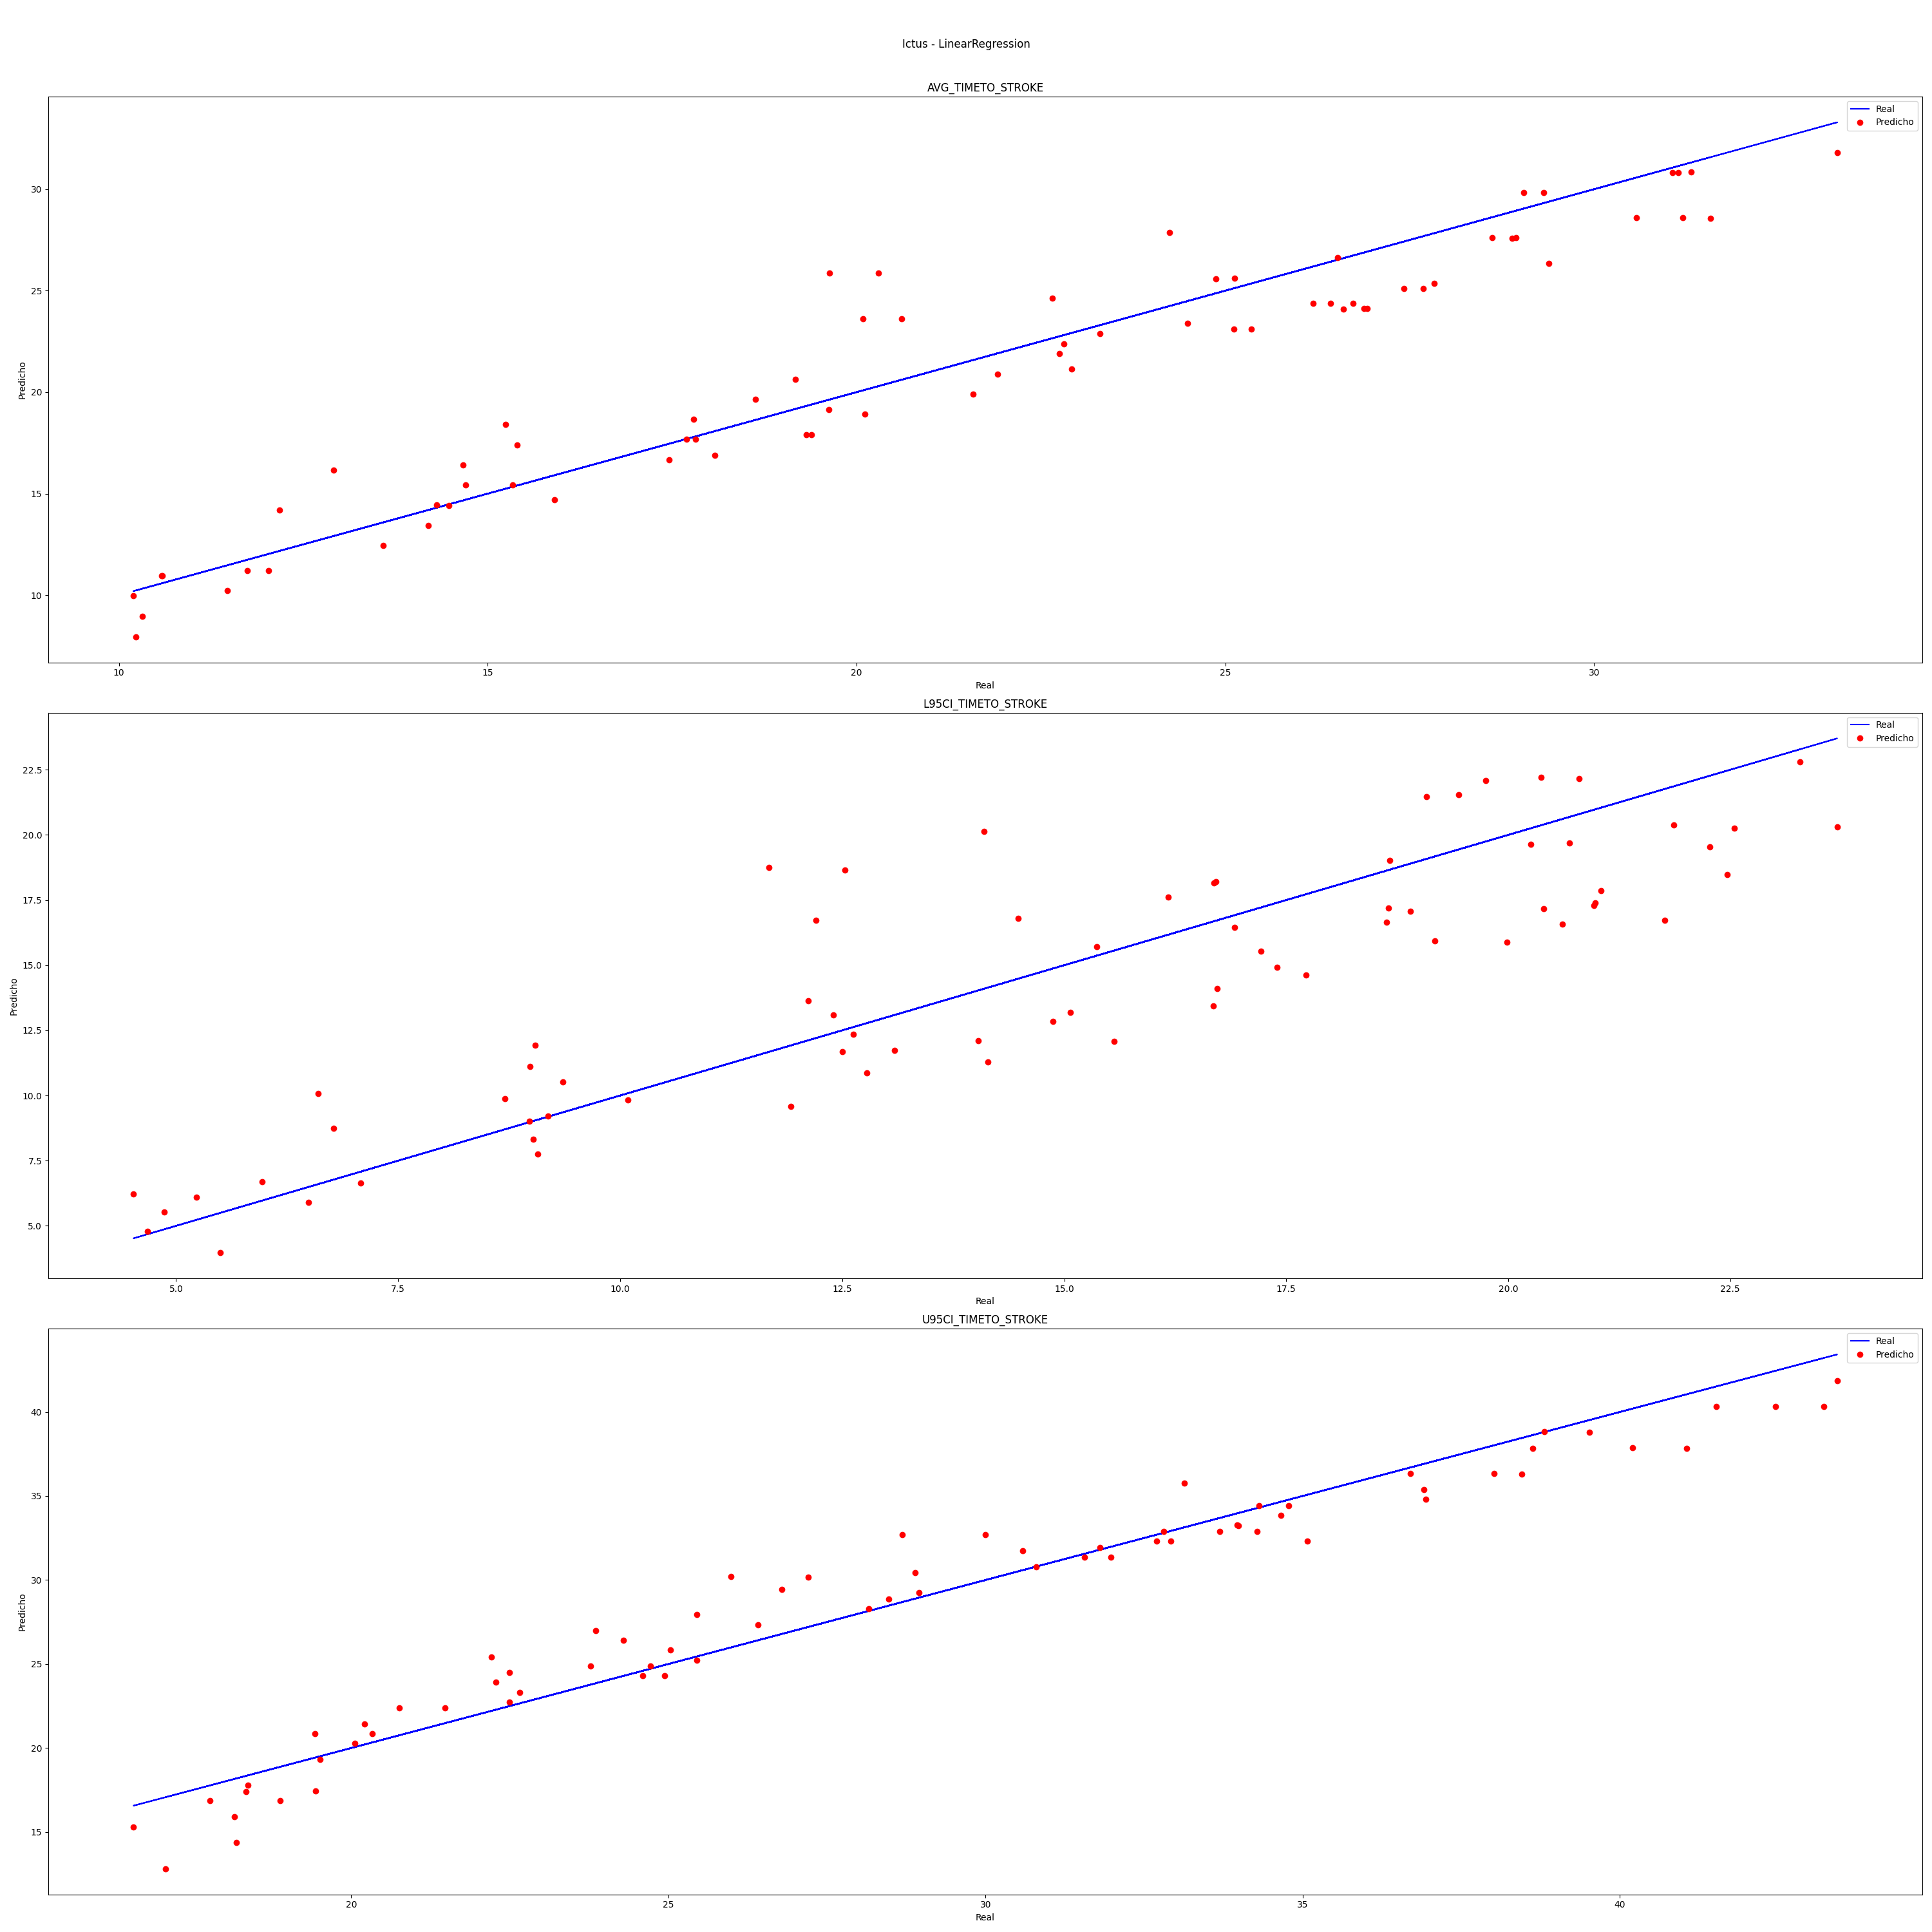 Ictus - LinearRegression
AVG_TIMETO_STROKE
Real
Predicho
30
25
20
15
10
Predicho
10 15 20 25 30
Real
L95CI_TIMETO_STROKE
Real
Predicho
22.5
20.0
17.5
15.0
12.5
10.0
7.5
5.0
Predicho
5.0 7.5 10.0 12.5 15.0 17.5 20.0 22.5
Real
U95CI_TIMETO_STROKE
Real
Predicho
40
35
30
25
20
15
Predicho
20 25 30 35 40
Real